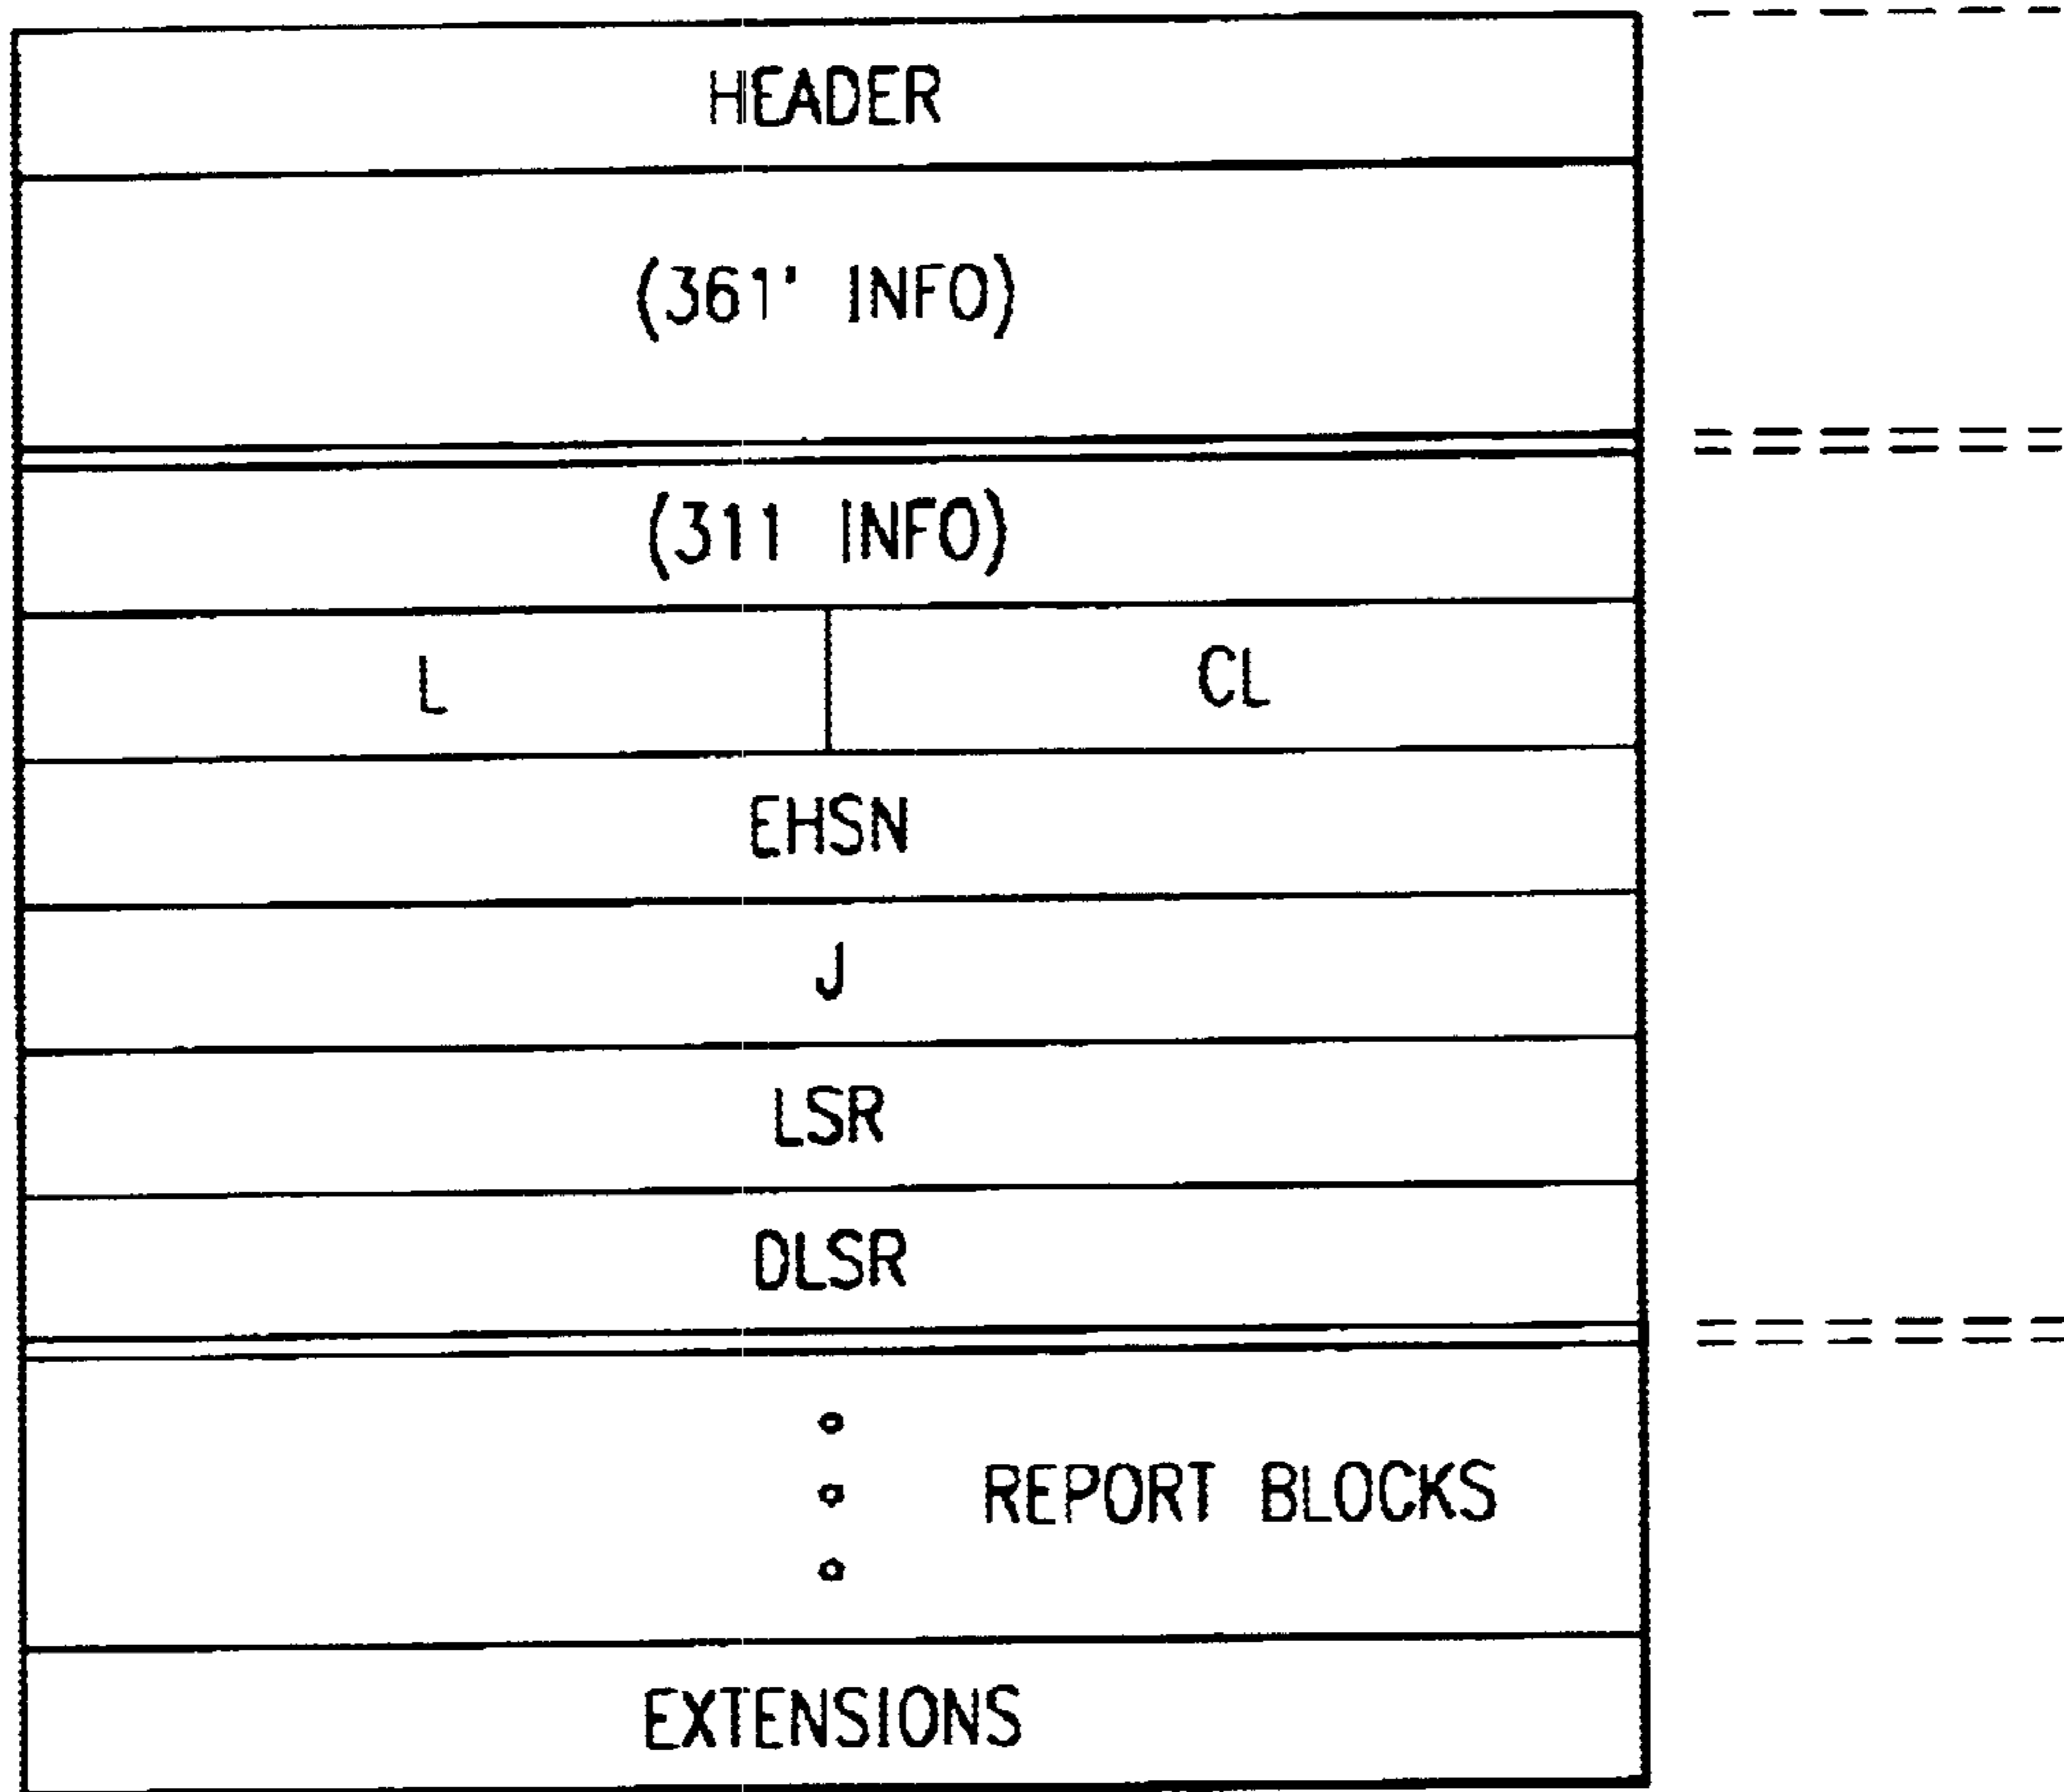 HEADER
(361' INFO)
(311 INFO)
L CL
EHSN
J
LSR
DLSR
REPORT BLOCKS
EXTENSIONS